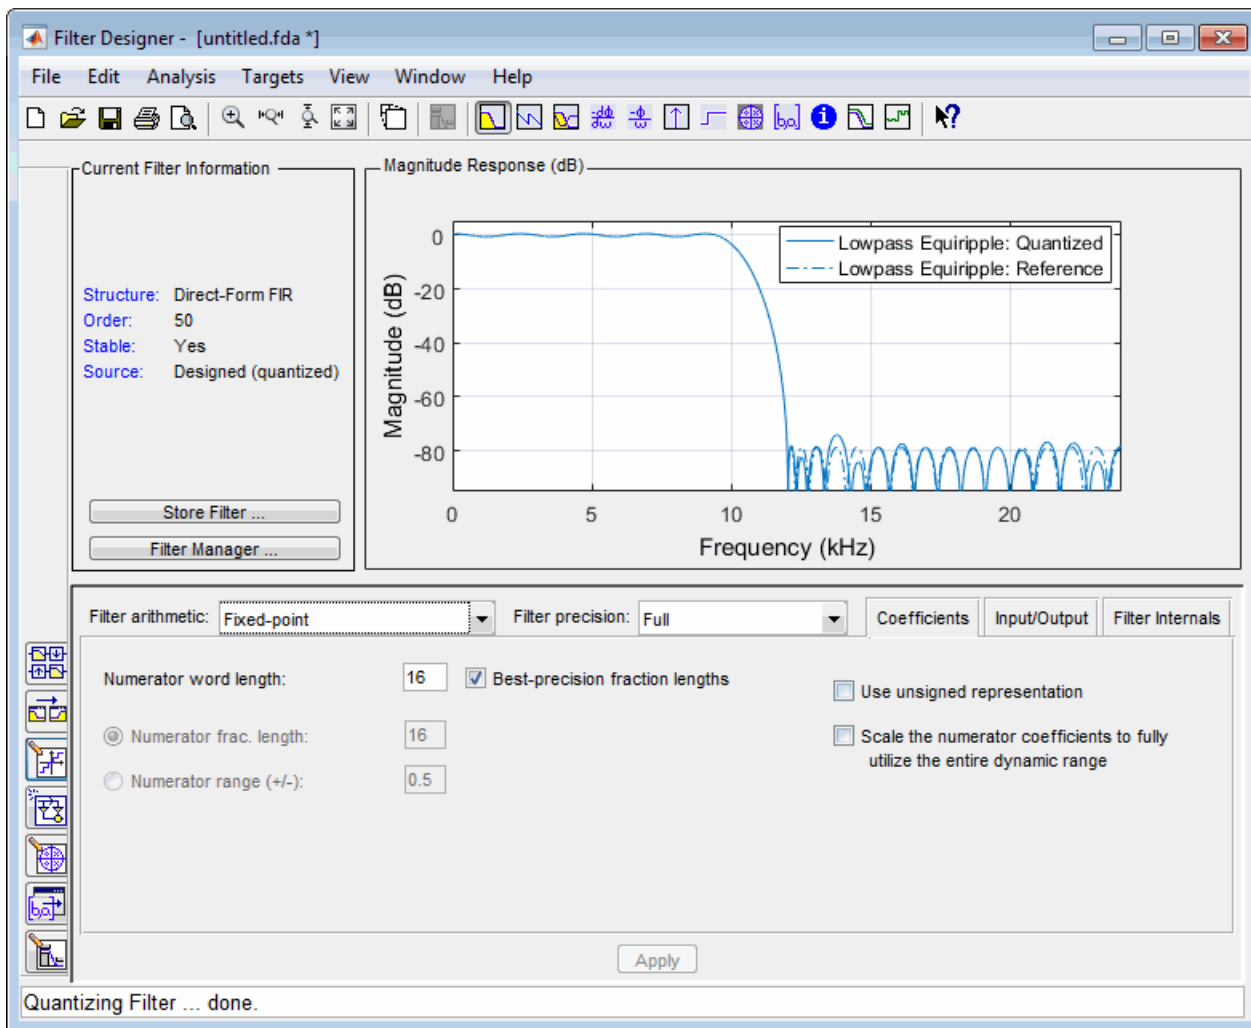 Filter Designer - [untitled.fda *]
File Edit Analysis Targets View Window Help
Current Filter Information
Structure: Direct-Form FIR
Order: 50
Stable: Yes
Source: Designed (quantized)
Store Filter ...
Filter Manager ...
Magnitude Response (dB)
Magnitude (dB)
0
-20
-40
-60
-80
Lowpass Equiripple: Quantized
Lowpass Equiripple: Reference
0 5 10 15 20
Frequency (kHz)
Filter arithmetic: Fixed-point Filter precision: Full Coefficients Input/Output Filter Internals
Numerator word length: 16 Best-precision fraction lengths
Numerator frac. length: 16
Numerator range (+/-): 0.5
Use unsigned representation
Scale the numerator coefficients to fully
utilize the entire dynamic range
Apply
Quantizing Filter ... done.